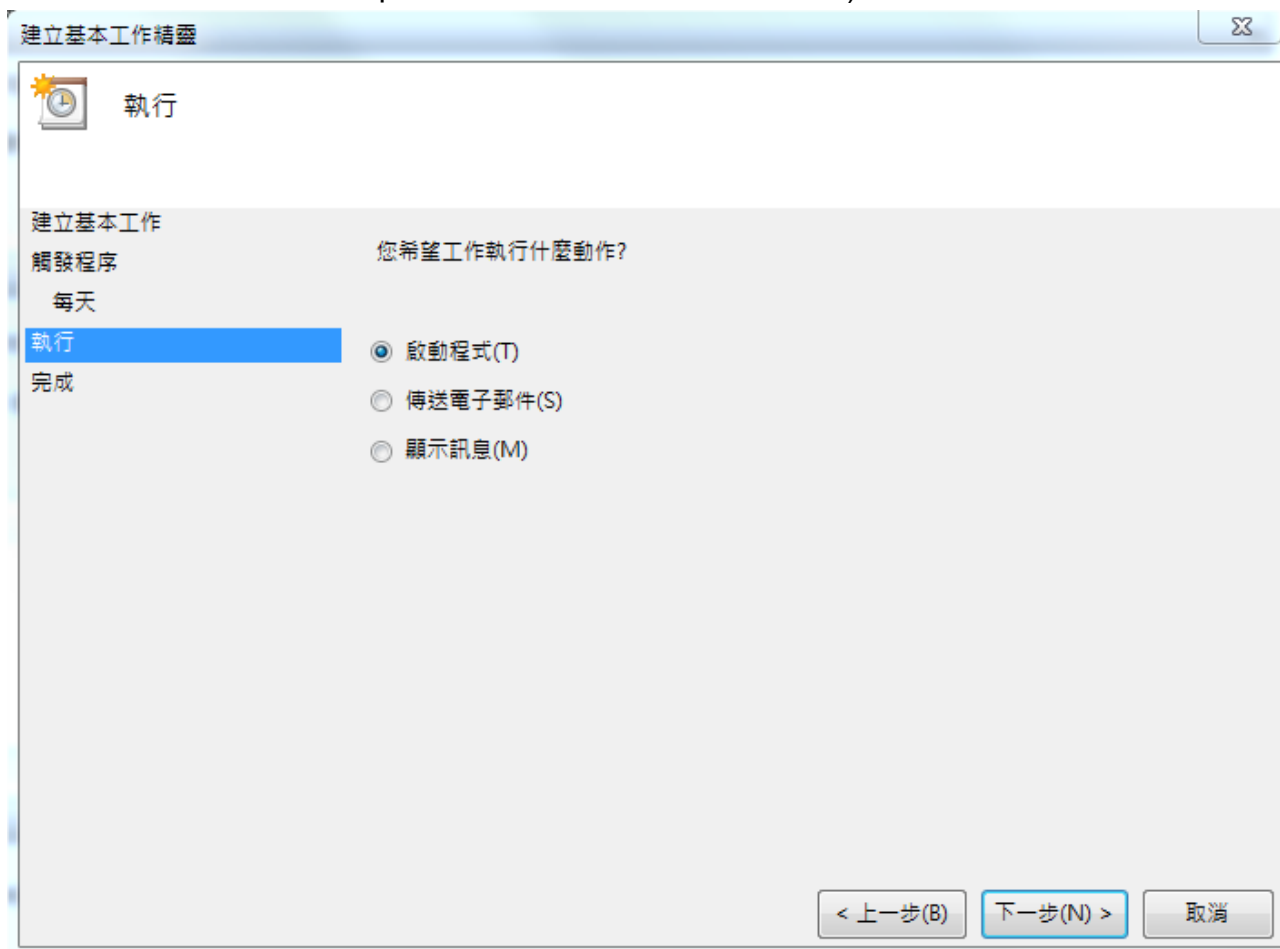 建立基本工作精靈
執行
建立基本工作
觸發程序
每天
執行
完成
您希望工作執行什麼動作?
啟動程式(T)
傳送電子郵件(S)
顯示訊息(M)
< 上一步(B)
下一步(N) >
取消